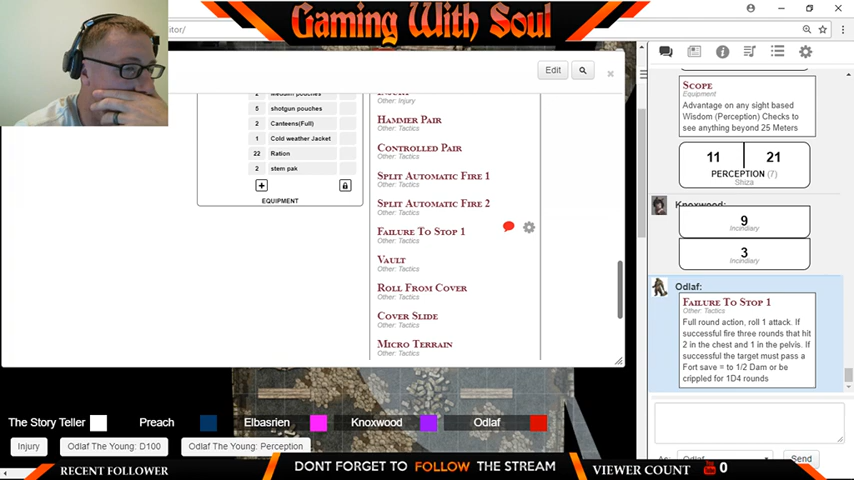 Gaming With Soul
itor/
Edit
2 Medium pouches
5 shotgun pouches
2 Canteens(Full)
1 Cold weather Jacket
22 Ration
2 stem pak
EQUIPMENT
Other: Injury
Hammer Pair
Other: Tactics
Controlled Pair
Other: Tactics
Split Automatic Fire 1
Other: Tactics
Split Automatic Fire 2
Other: Tactics
Failure To Stop 1
Other: Tactics
Vault
Other: Tactics
Roll From Cover
Other: Tactics
Cover Slide
Other: Tactics
Micro Terrain
Other: Tactics
Scope
Equipment
Advantage on any sight based
Wisdom (Perception) Checks to
see anything beyond 25 Meters
11 21
PERCEPTION (7)
Shiza
Knoxwood:
9
Incindiary
3
Incindiary
Odlaf:
Failure To Stop 1
Other: Tactics
Full round action, roll 1 attack. If
successful fire three rounds that hit
2 in the chest and 1 in the pelvis. If
successful the target must pass a
Fort save = to 1/2 Dam or be
crippled for 1D4 rounds
As: Odlaf Send
The Story Teller Preach Elbasrien Knoxwood Odlaf
Injury Odlaf The Young: D100 Odlaf The Young: Perception
RECENT FOLLOWER DONT FORGET TO FOLLOW THE STREAM VIEWER COUNT 0